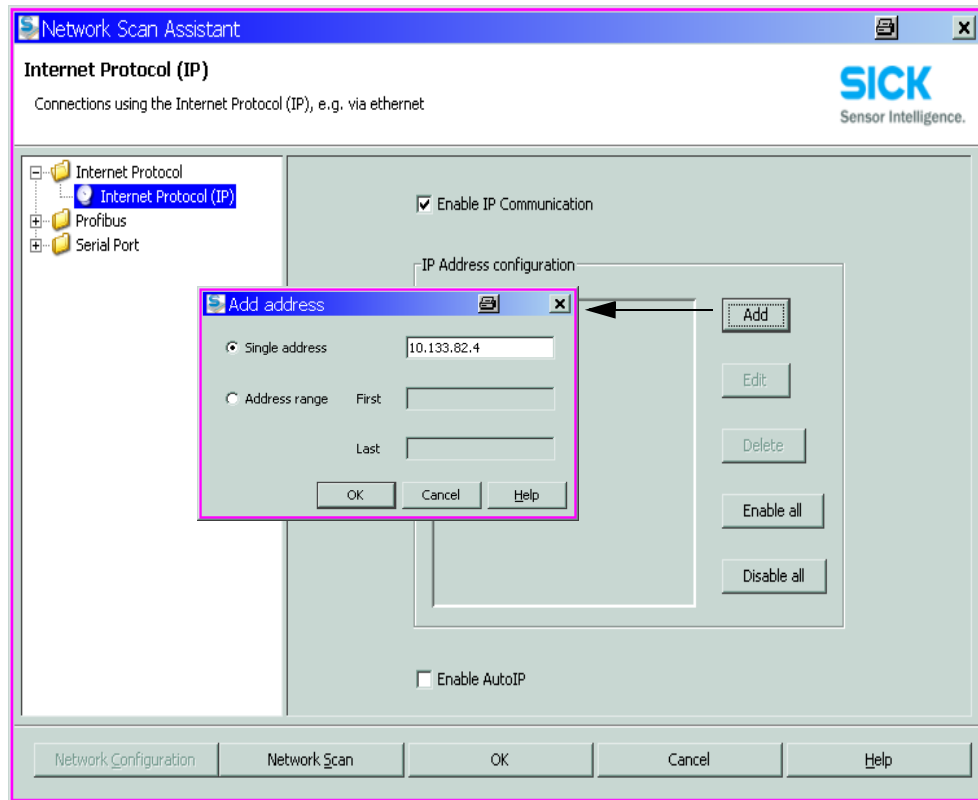 Network Scan Assistant
Internet Protocol (IP)
Connections using the Internet Protocol (IP), e.g. via ethernet
SICK
Sensor Intelligence.
Internet Protocol
Internet Protocol (IP)
Profibus
Serial Port
Enable IP Communication
IP Address configuration
Add
Edit
Delete
Enable all
Disable all
Add address
Single address 10.133.82.4
Address range First
Last
OK Cancel Help
Enable AutoIP
Network Configuration Network Scan OK Cancel Help